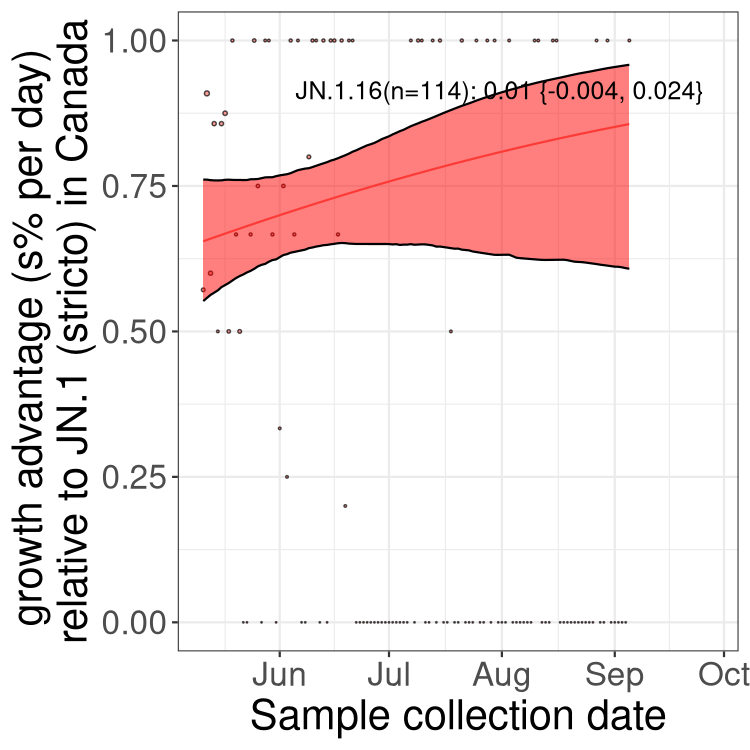 growth advantage (s% per day)
relative to JN.1 (stricto) in Canada
1.00
0.75
0.50
0.25
0.00
JN.1.16(n=114): 0.01 {-0.004, 0.024}
Jun Jul Aug Sep Oct
Sample collection date